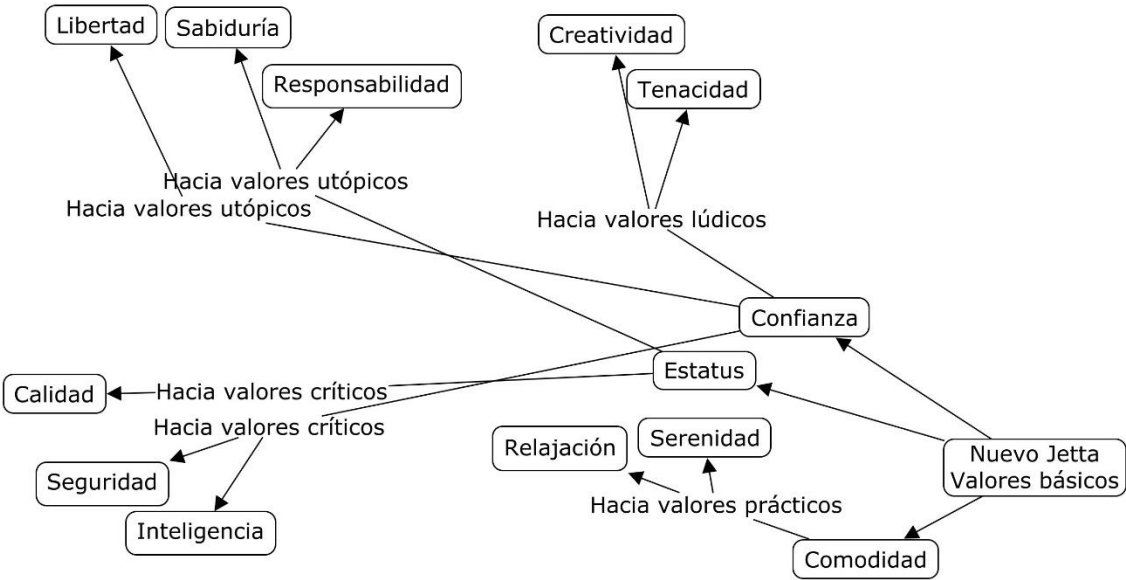 Libertad
Sabiduría
Creatividad
Responsabilidad
Tenacidad
Hacia valores utópicos
Hacia valores utópicos
Hacia valores lúdicos
Confianza
Estatus
Calidad
Hacia valores críticos
Hacia valores críticos
Relajación
Serenidad
Nuevo Jetta
Valores básicos
Seguridad
Hacia valores prácticos
Inteligencia
Comodidad